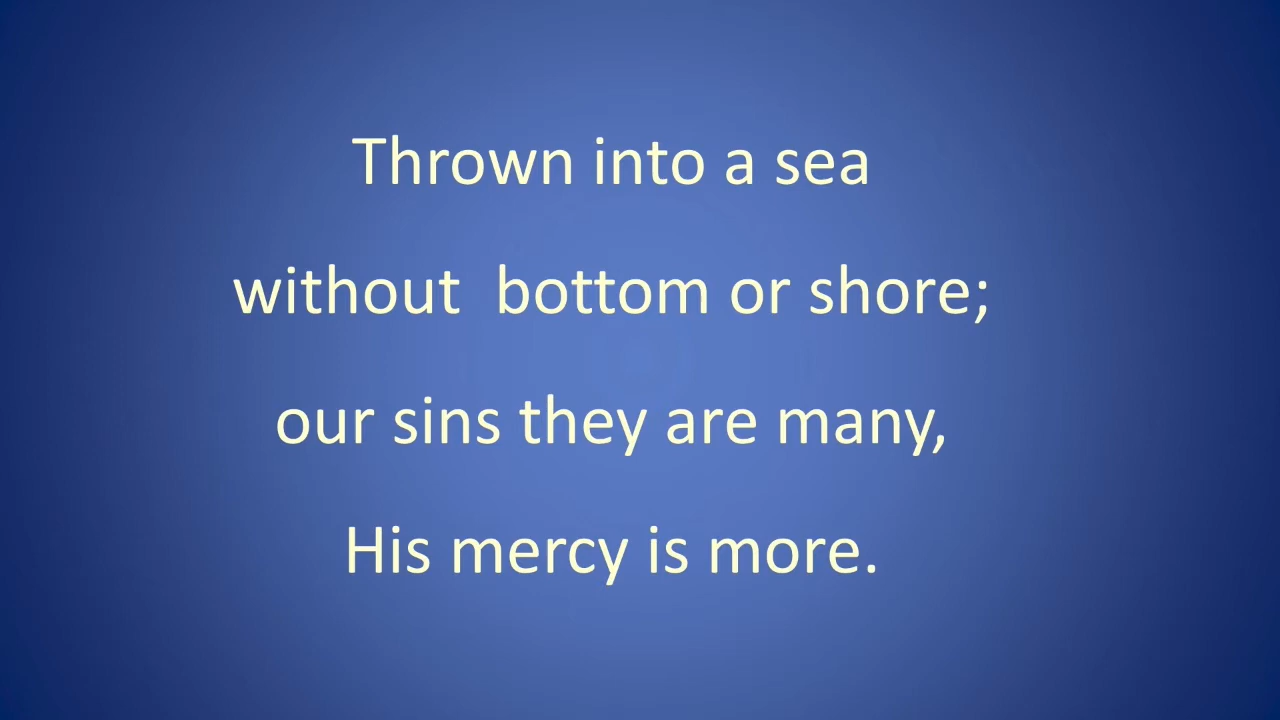 Thrown into a sea
without  bottom or shore;
our sins they are many,
His mercy is more.